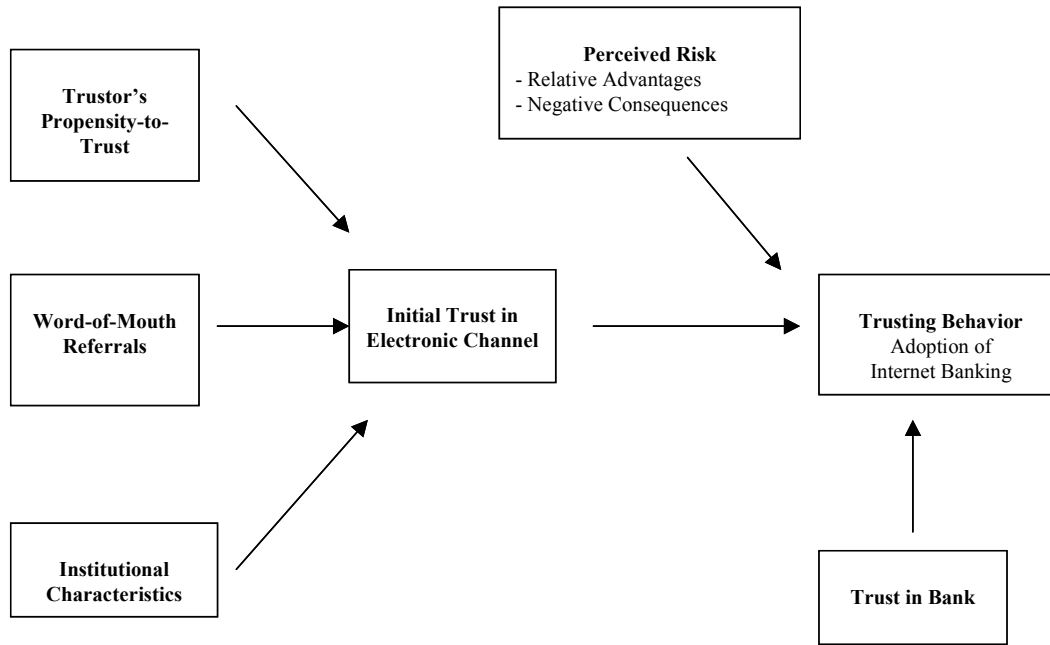 Trustor’s
Propensity-to-
Trust
Perceived Risk
- Relative Advantages
- Negative Consequences
Word-of-Mouth
Referrals
Initial Trust in
Electronic Channel
Trusting Behavior
Adoption of
Internet Banking
Institutional
Characteristics
Trust in Bank